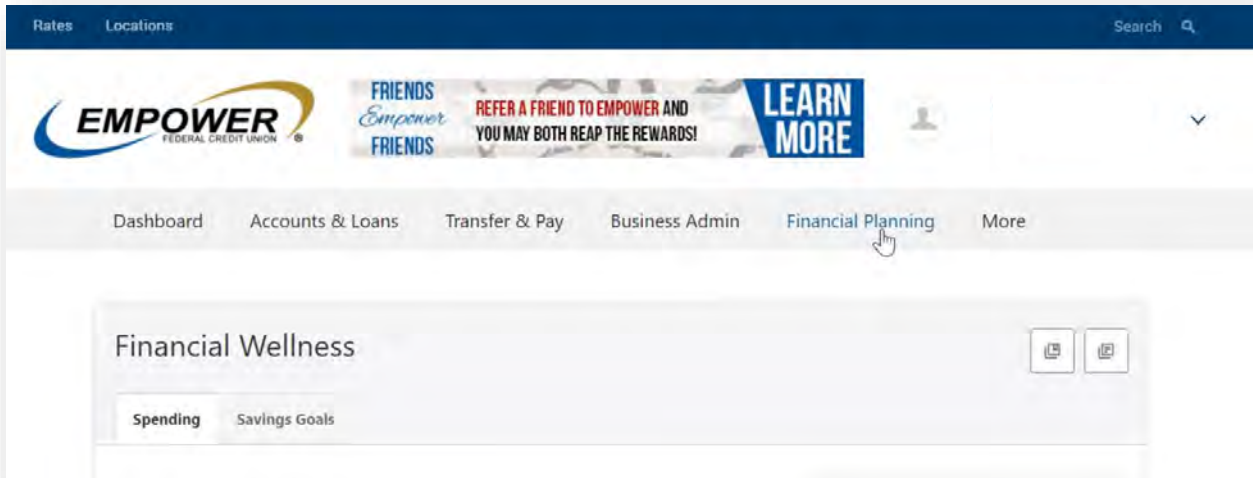 Rates Locations Search
EMPOWER
FEDERAL CREDIT UNION ®
FRIENDS
Empower
FRIENDS
REFER A FRIEND TO EMPOWER AND
YOU MAY BOTH REAP THE REWARDS!
LEARN
MORE
Dashboard Accounts & Loans Transfer & Pay Business Admin Financial Planning More
Financial Wellness
Spending Savings Goals